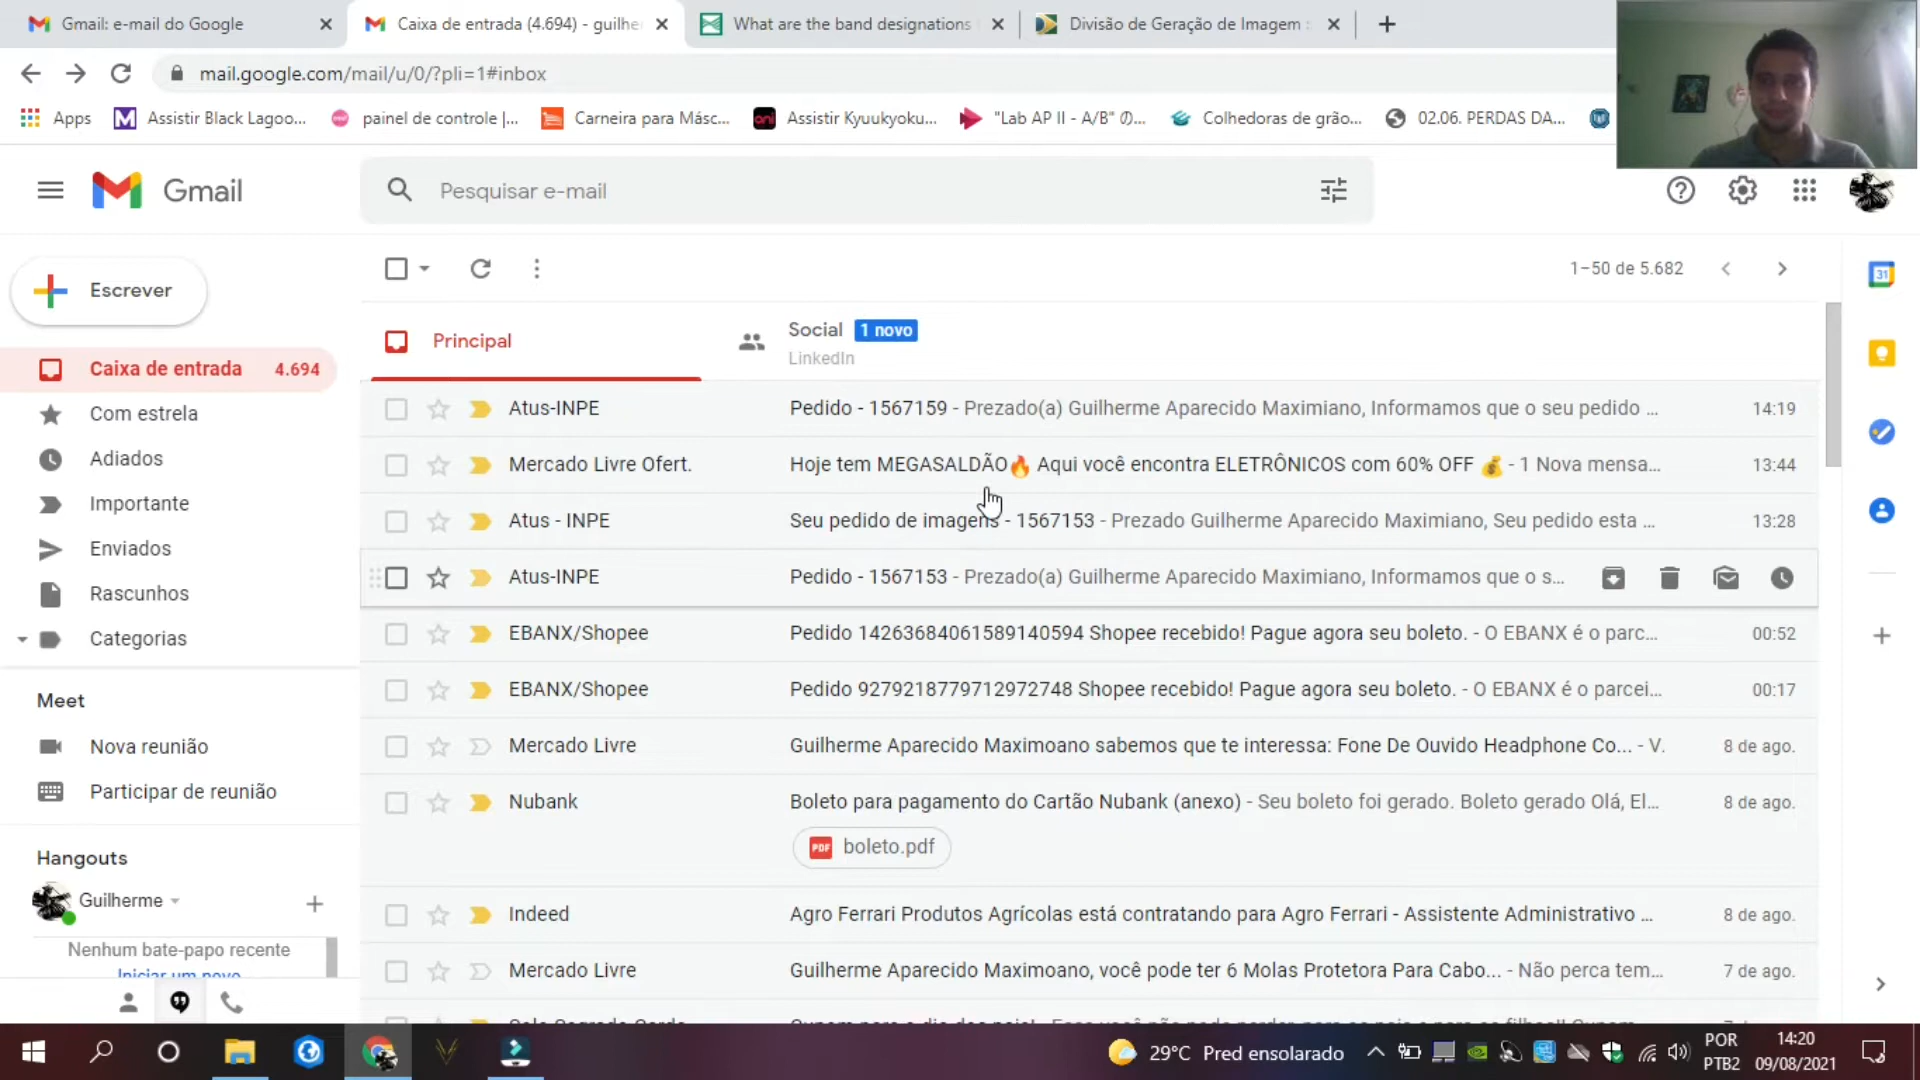 Gmail: e-mail do Google
Caixa de entrada (4.694) - guilhe
What are the band designations
Divisão de Geração de Imagem :
mail.google.com/mail/u/0/?pli=1#inbox
Apps
Assistir Black Lagoo...
painel de controle |...
Carneira para Másc...
Assistir Kyuukyoku...
"Lab AP II - A/B" の...
Colhedoras de grão...
02.06. PERDAS DA...
Gmail
Pesquisar e-mail
Escrever
1–50 de 5.682
Principal
Social 1 novo
LinkedIn
Caixa de entrada 4.694
Com estrela
Adiados
Importante
Enviados
Rascunhos
Categorias
Meet
Nova reunião
Participar de reunião
Hangouts
Guilherme
Nenhum bate-papo recente
Iniciar um novo
Atus-INPE Pedido - 1567159 - Prezado(a) Guilherme Aparecido Maximiano, Informamos que o seu pedido ... 14:19
Mercado Livre Ofert. Hoje tem MEGASALDÃO🔥 Aqui você encontra ELETRÔNICOS com 60% OFF 💰 - 1 Nova mensa... 13:44
Atus - INPE Seu pedido de imagens - 1567153 - Prezado Guilherme Aparecido Maximiano, Seu pedido esta ... 13:28
Atus-INPE Pedido - 1567153 - Prezado(a) Guilherme Aparecido Maximiano, Informamos que o s...
EBANX/Shopee Pedido 14263684061589140594 Shopee recebido! Pague agora seu boleto. - O EBANX é o parc... 00:52
EBANX/Shopee Pedido 9279218779712972748 Shopee recebido! Pague agora seu boleto. - O EBANX é o parcei... 00:17
Mercado Livre Guilherme Aparecido Maximoano sabemos que te interessa: Fone De Ouvido Headphone Co... - V. 8 de ago.
Nubank Boleto para pagamento do Cartão Nubank (anexo) - Seu boleto foi gerado. Boleto gerado Olá, El... 8 de ago.
PDF boleto.pdf
Indeed Agro Ferrari Produtos Agrícolas está contratando para Agro Ferrari - Assistente Administrativo ... 8 de ago.
Mercado Livre Guilherme Aparecido Maximoano, você pode ter 6 Molas Protetora Para Cabo... - Não perca tem... 7 de ago.
31
29°C Pred ensolarado
POR
PTB2
14:20
09/08/2021